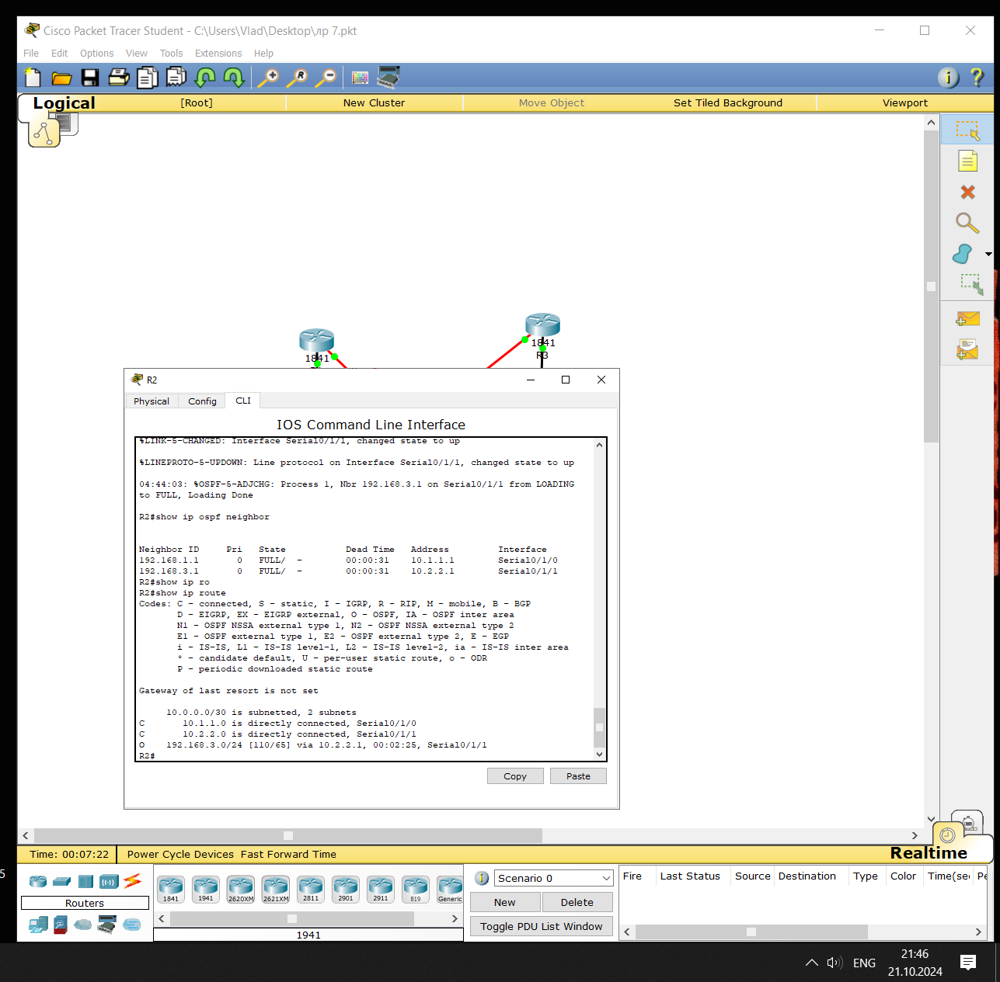 Cisco Packet Tracer Student - C:\Users\Vlad\Desktop\лр 7.pkt
File Edit Options View Tools Extensions Help
Logical [Root] New Cluster Move Object Set Tiled Background Viewport
1841
R3
1841
R2
Physical Config CLI
IOS Command Line Interface
%LINK-5-CHANGED: Interface Serial0/1/1, changed state to up
%LINEPROTO-5-UPDOWN: Line protocol on Interface Serial0/1/1, changed state to up
04:44:03: %OSPF-5-ADJCHG: Process 1, Nbr 192.168.3.1 on Serial0/1/1 from LOADING
to FULL, Loading Done
R2#show ip ospf neighbor
Neighbor ID Pri State Dead Time Address Interface
192.168.1.1 0 FULL/ - 00:00:31 10.1.1.1 Serial0/1/0
192.168.3.1 0 FULL/ - 00:00:31 10.2.2.1 Serial0/1/1
R2#show ip ro
R2#show ip route
Codes: C - connected, S - static, I - IGRP, R - RIP, M - mobile, B - BGP
D - EIGRP, EX - EIGRP external, O - OSPF, IA - OSPF inter area
N1 - OSPF NSSA external type 1, N2 - OSPF NSSA external type 2
E1 - OSPF external type 1, E2 - OSPF external type 2, E - EGP
i - IS-IS, L1 - IS-IS level-1, L2 - IS-IS level-2, ia - IS-IS inter area
* - candidate default, U - per-user static route, o - ODR
P - periodic downloaded static route
Gateway of last resort is not set
10.0.0.0/30 is subnetted, 2 subnets
C 10.1.1.0 is directly connected, Serial0/1/0
C 10.2.2.0 is directly connected, Serial0/1/1
O 192.168.3.0/24 [110/65] via 10.2.2.1, 00:02:25, Serial0/1/1
R2#
Copy Paste
Time: 00:07:22 Power Cycle Devices Fast Forward Time Realtime
5
Routers
1841 1941 2620XM 2621XM 2811 2901 2911 819 Generic
1941
Scenario 0
New Delete
Toggle PDU List Window
Fire Last Status Source Destination Type Color Time(sec Pe
ENG
21:46
21.10.2024